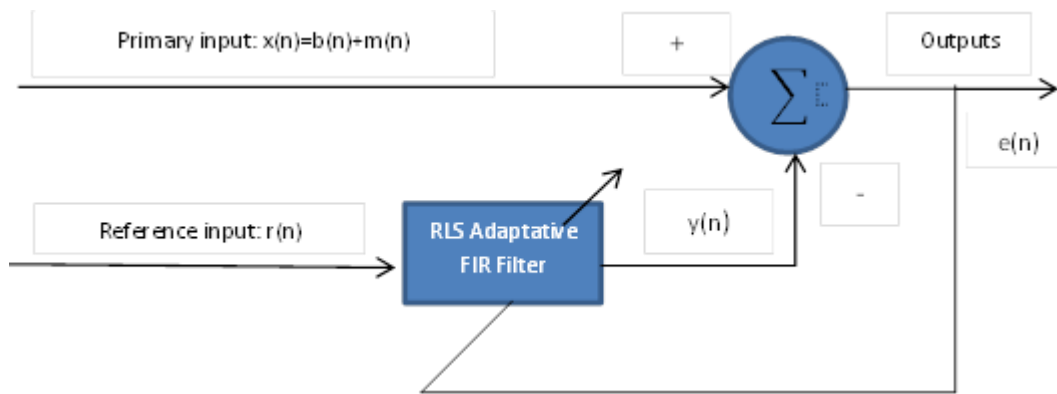 Primary input: x(n)=b(n)+m(n)
+
Outputs
∑
e(n)
-
Reference input: r(n)
RLS Adaptative
FIR Filter
y(n)